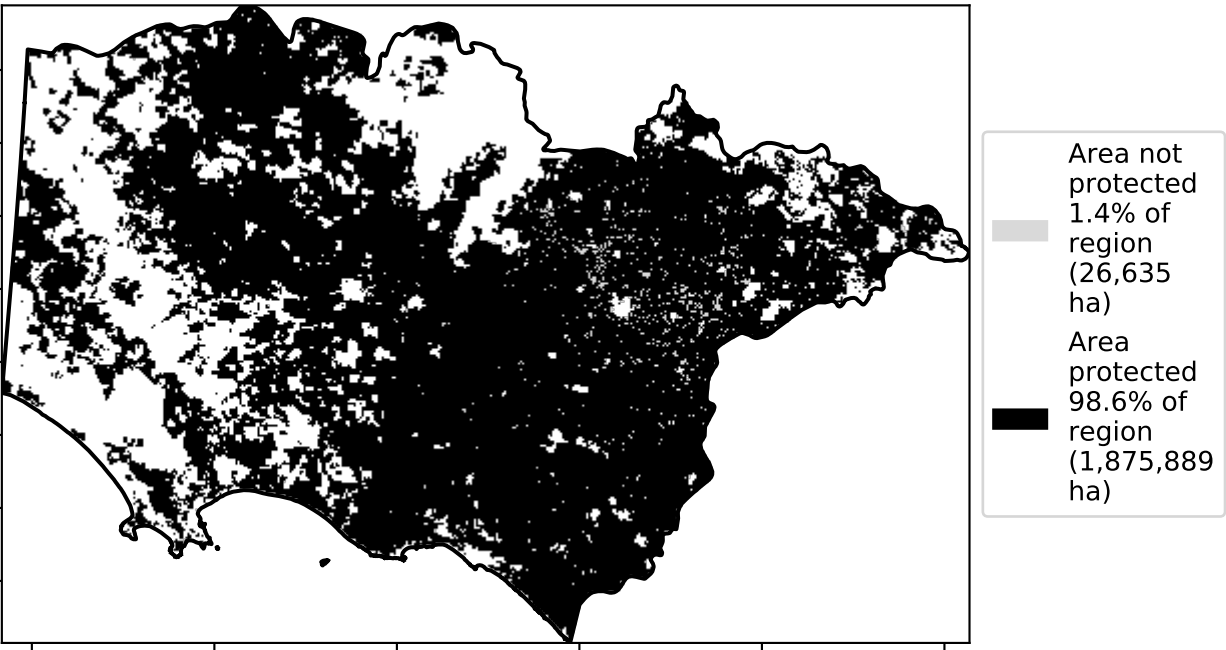 Area not
protected
1.4% of
region
(26,635
ha)
Area
protected
98.6% of
region
(1,875,889
ha)